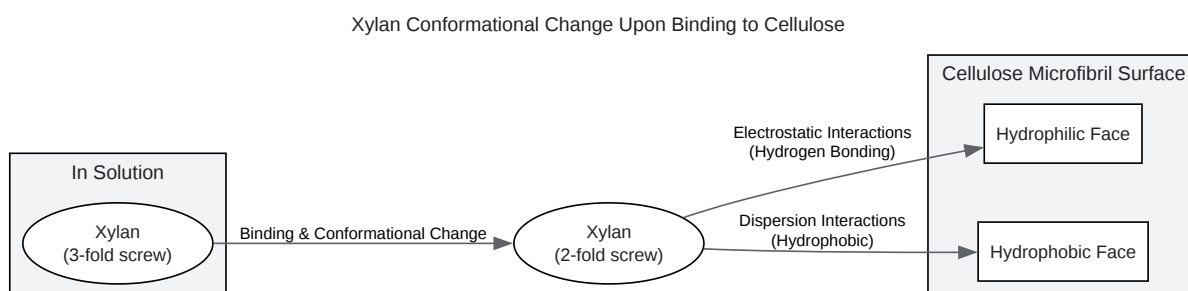 Xylan Conformational Change Upon Binding to Cellulose
Cellulose Microfibril Surface
Electrostatic Interactions
(Hydrogen Bonding)
Hydrophilic Face
In Solution
Xylan
(3-fold screw)
Binding & Conformational Change
Xylan
(2-fold screw)
Dispersion Interactions
(Hydrophobic)
Hydrophobic Face